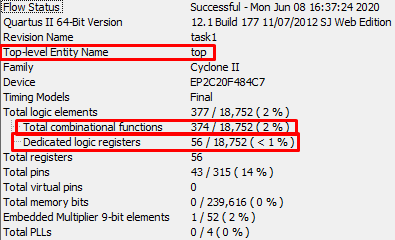 Flow Status Successful - Mon Jun 08 16:37:24 2020
Quartus II 64-Bit Version 12.1 Build 177 11/07/2012 SJ Web Edition
Revision Name task1
Top-level Entity Name top
Family Cyclone II
Device EP2C20F484C7
Timing Models Final
Total logic elements 377 / 18,752 ( 2 % )
Total combinational functions 374 / 18,752 ( 2 % )
Dedicated logic registers 56 / 18,752 ( < 1 % )
Total registers 56
Total pins 43 / 315 ( 14 % )
Total virtual pins 0
Total memory bits 0 / 239,616 ( 0 % )
Embedded Multiplier 9-bit elements 1 / 52 ( 2 % )
Total PLLs 0 / 4 ( 0 % )